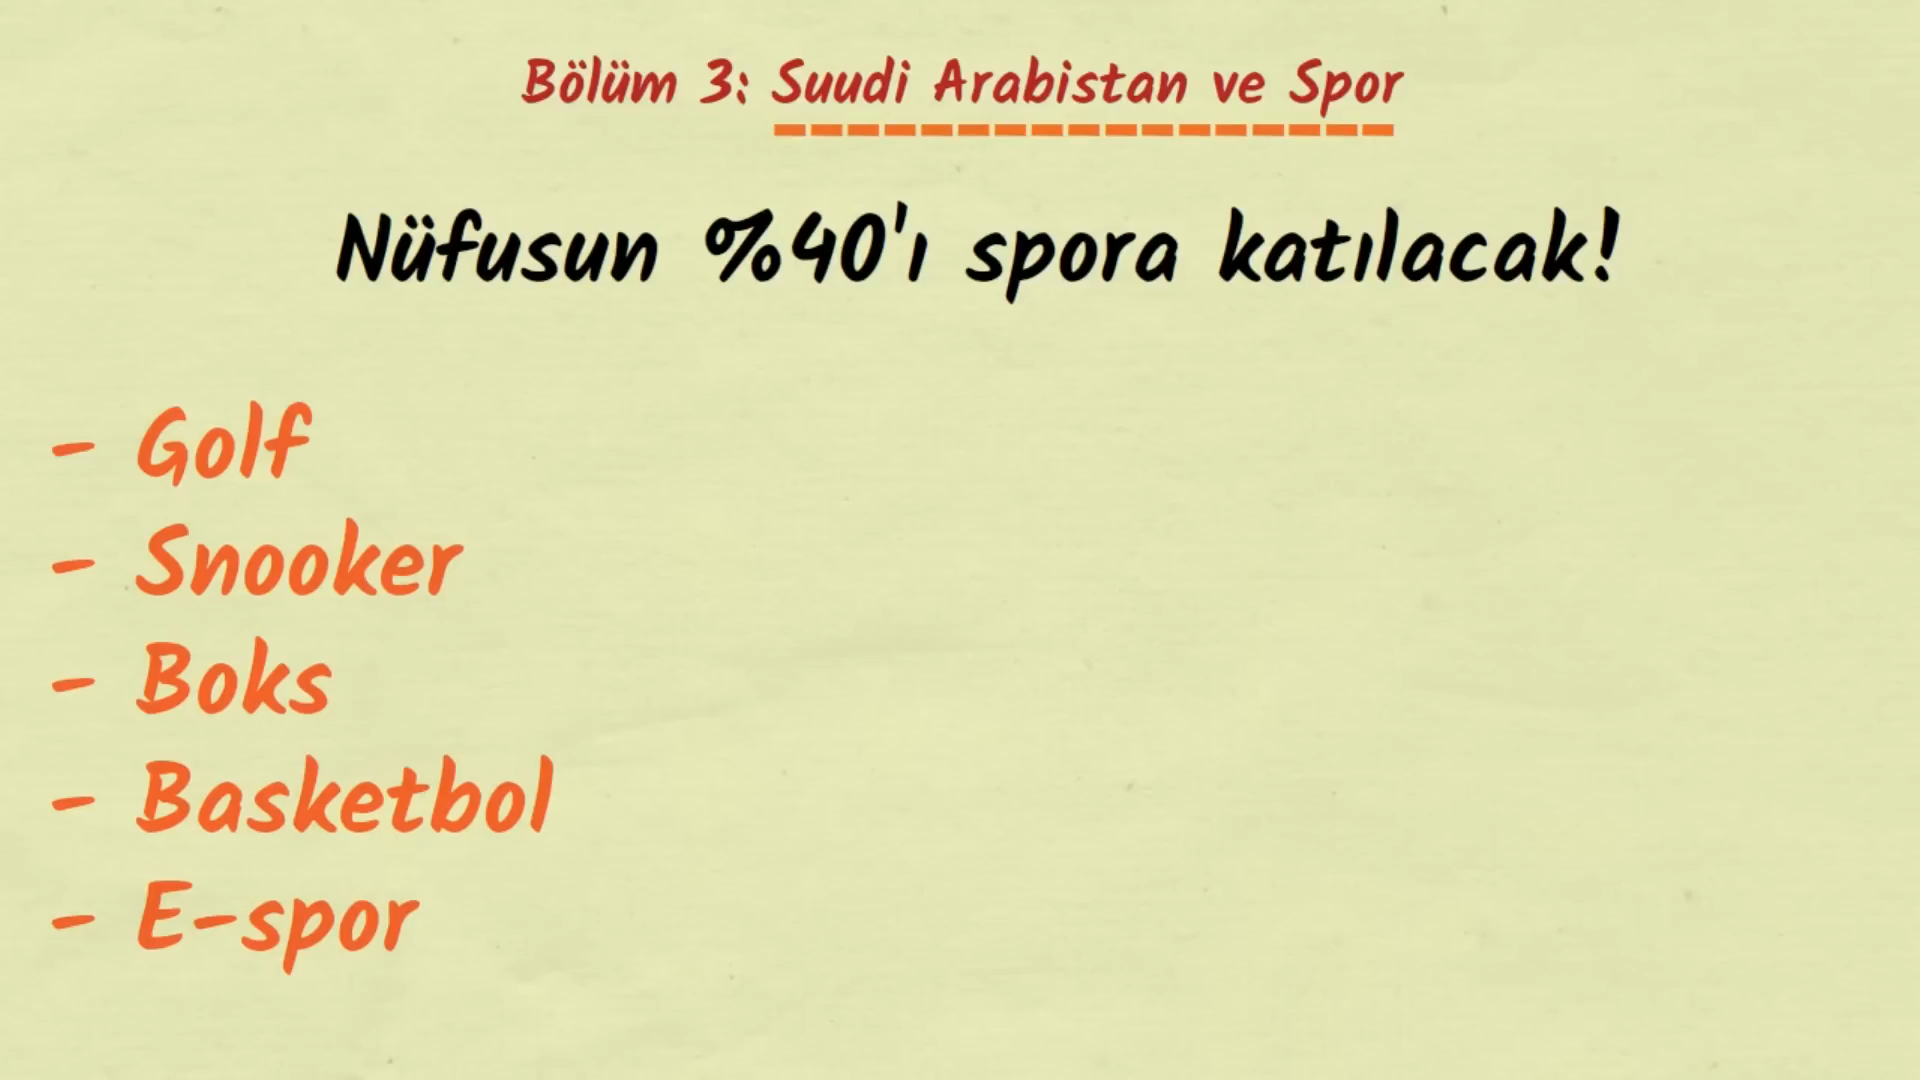 Bölüm 3: Suudi Arabistan ve Spor
Nüfusun %40'ı spora katılacak!
- Golf
- Snooker
- Boks
- Basketbol
- E-spor